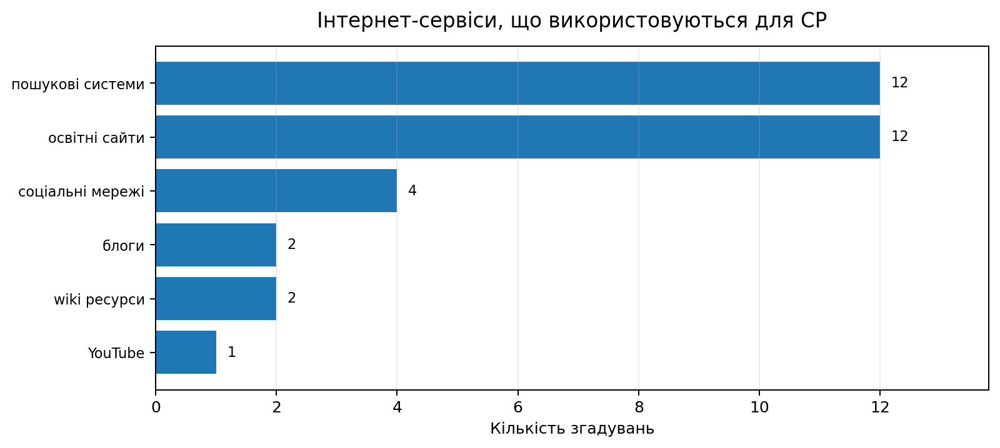 Інтернет-сервіси, що використовуються для СР
пошукові системи
12
освітні сайти
12
соціальні мережі
4
блоги
2
wiki ресурси
2
YouTube
1
0 2 4 6 8 10 12
Кількість згадувань